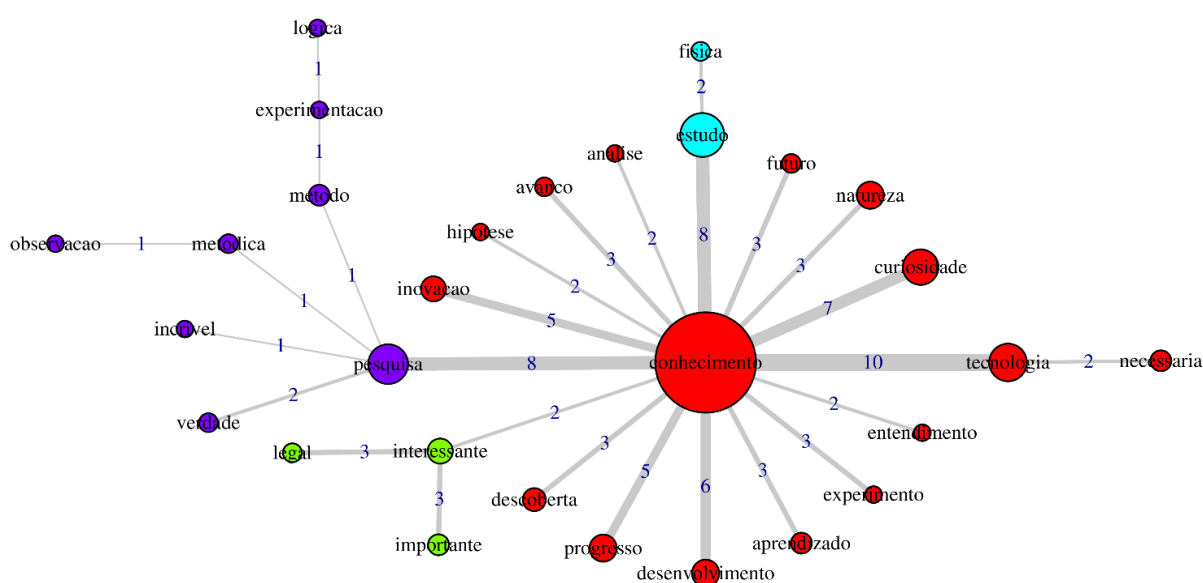 logica
1
fisica
experimentacao
2
estudo
1
analise
futuro
avanco
metodo
natureza
hipotese
8
observacao
1
metodica
2
3
3
3
curiosidade
1
2
inovacao
1
7
5
incrivel
1
pesquisa
8
conhecimento
10
tecnologia
2
necessaria
2
2
2
verdade
entendimento
legal
3
interessante
3
3
5
3
6
3
descoberta
experimento
importante
progresso
aprendizado
desenvolvimento